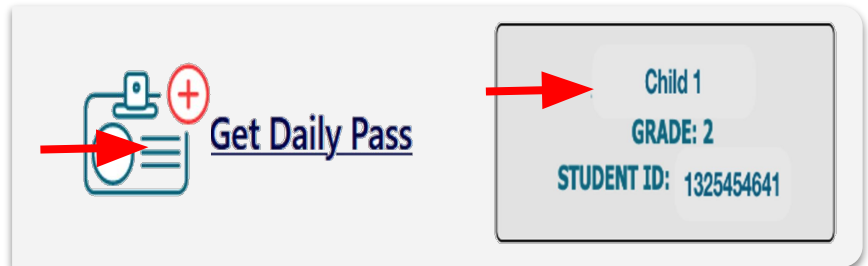 Get Daily Pass
Child 1
GRADE: 2
STUDENT ID: 1325454641